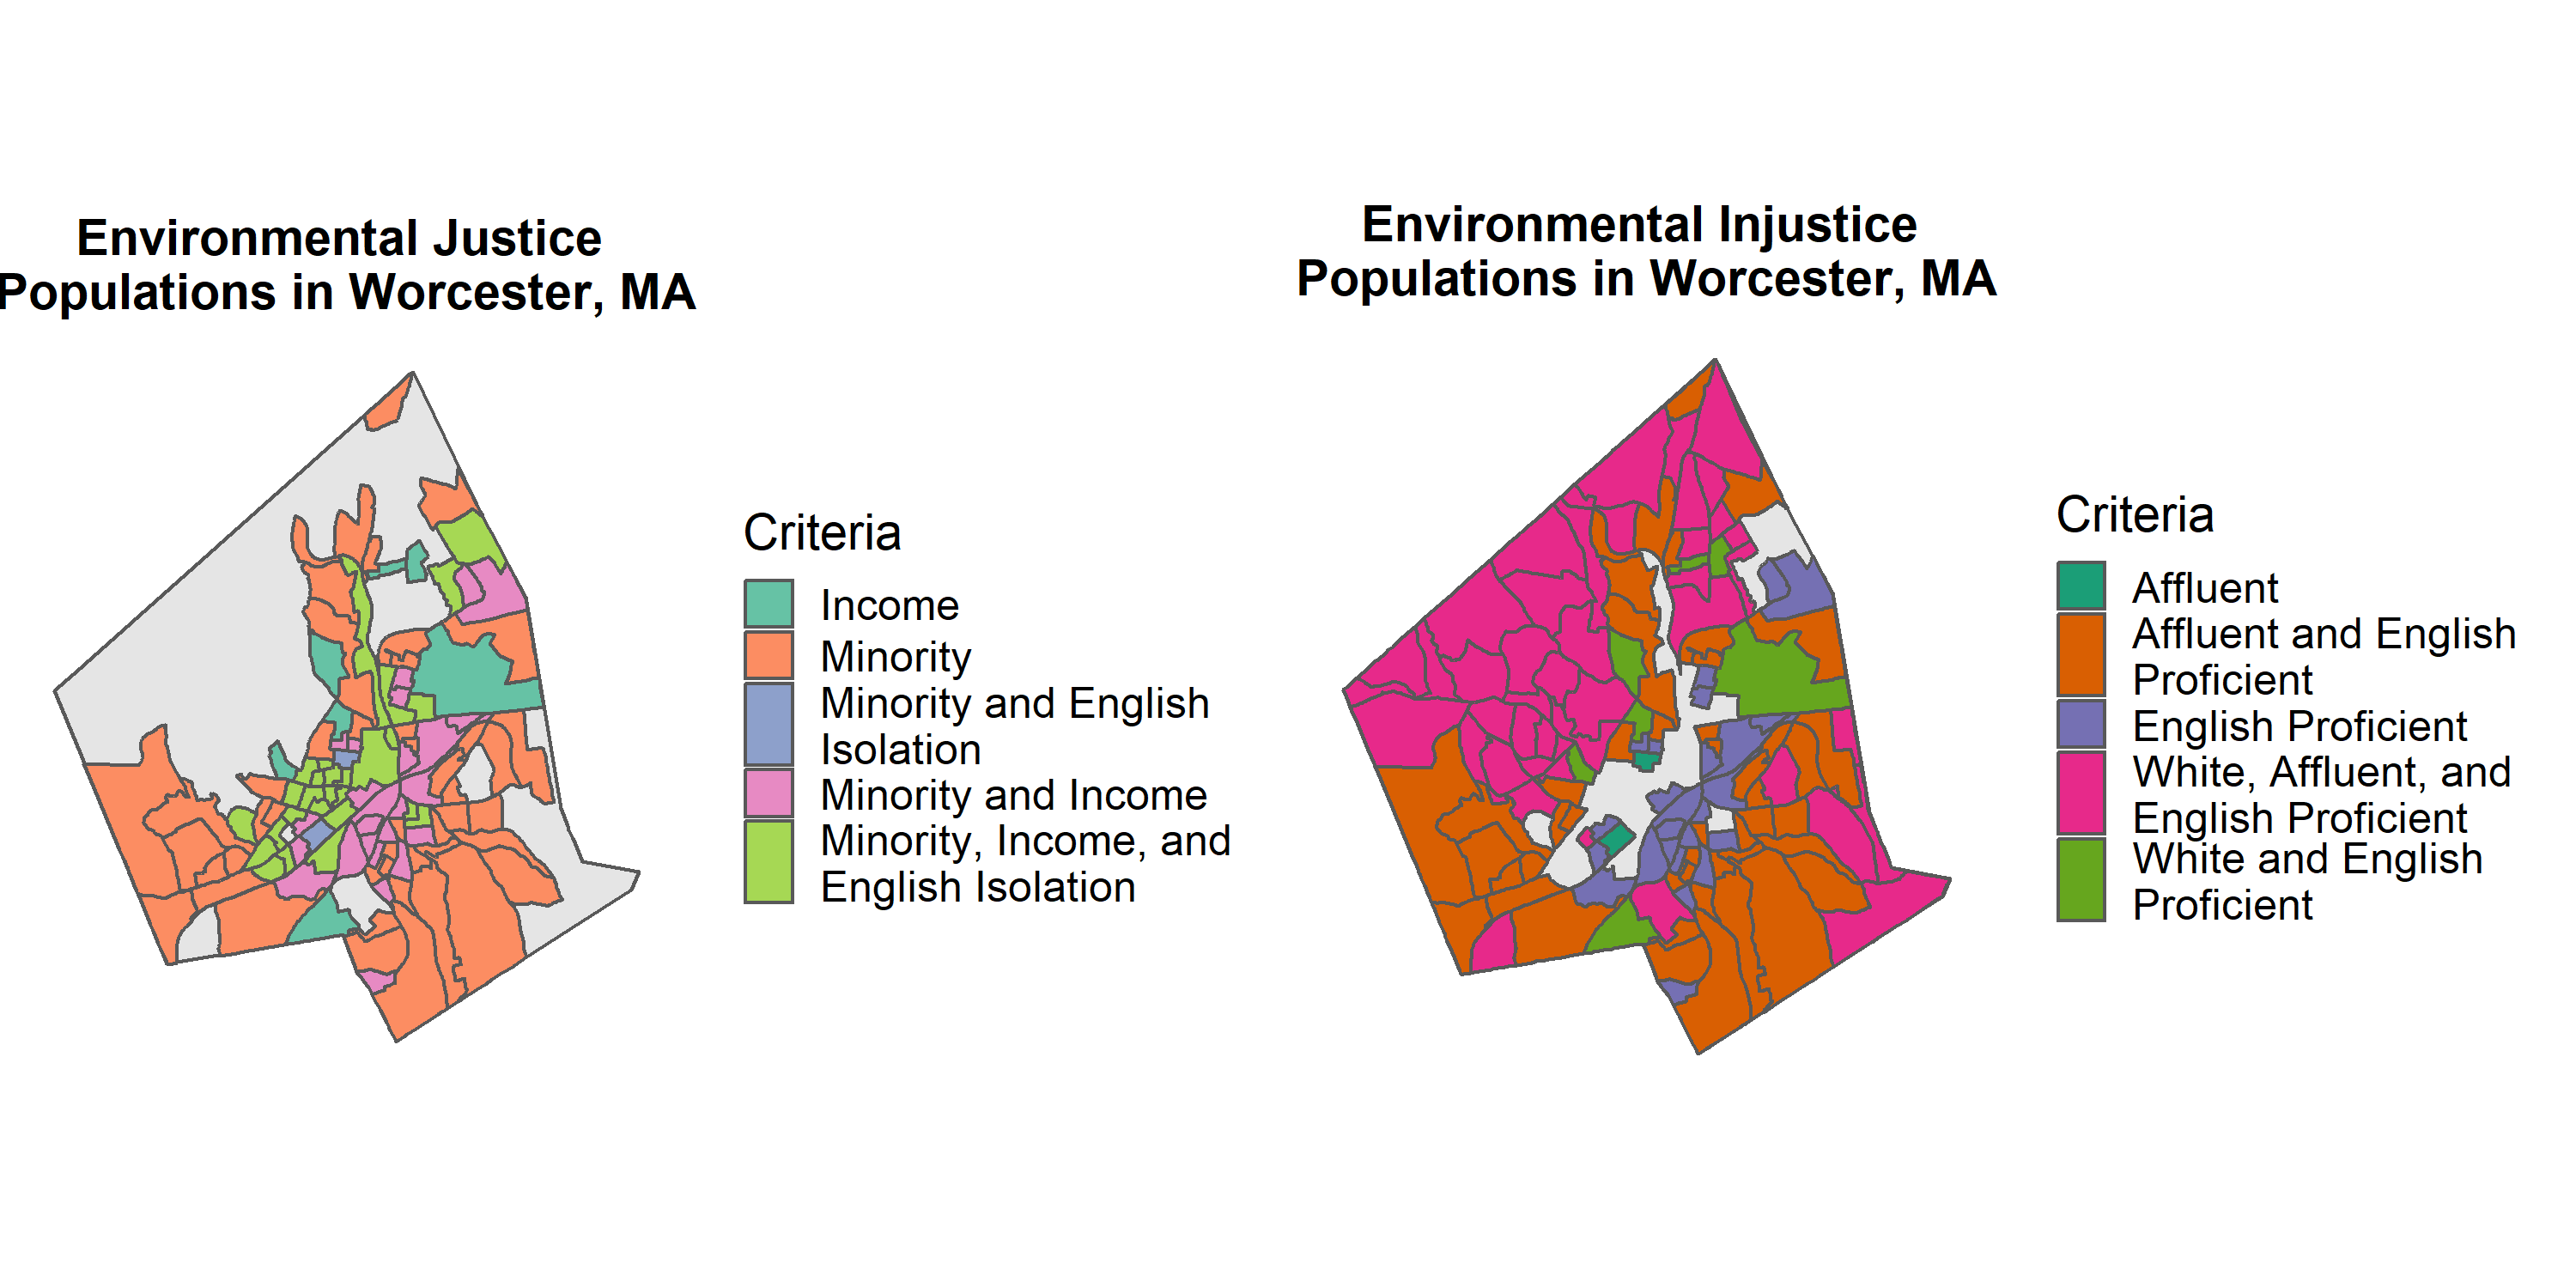 Environmental Justice
Populations in Worcester, MA
Criteria
Income
Minority
Minority and English
Isolation
Minority and Income
Minority, Income, and
English Isolation
Environmental Injustice
Populations in Worcester, MA
Criteria
Affluent
Affluent and English
Proficient
English Proficient
White, Affluent, and
English Proficient
White and English
Proficient